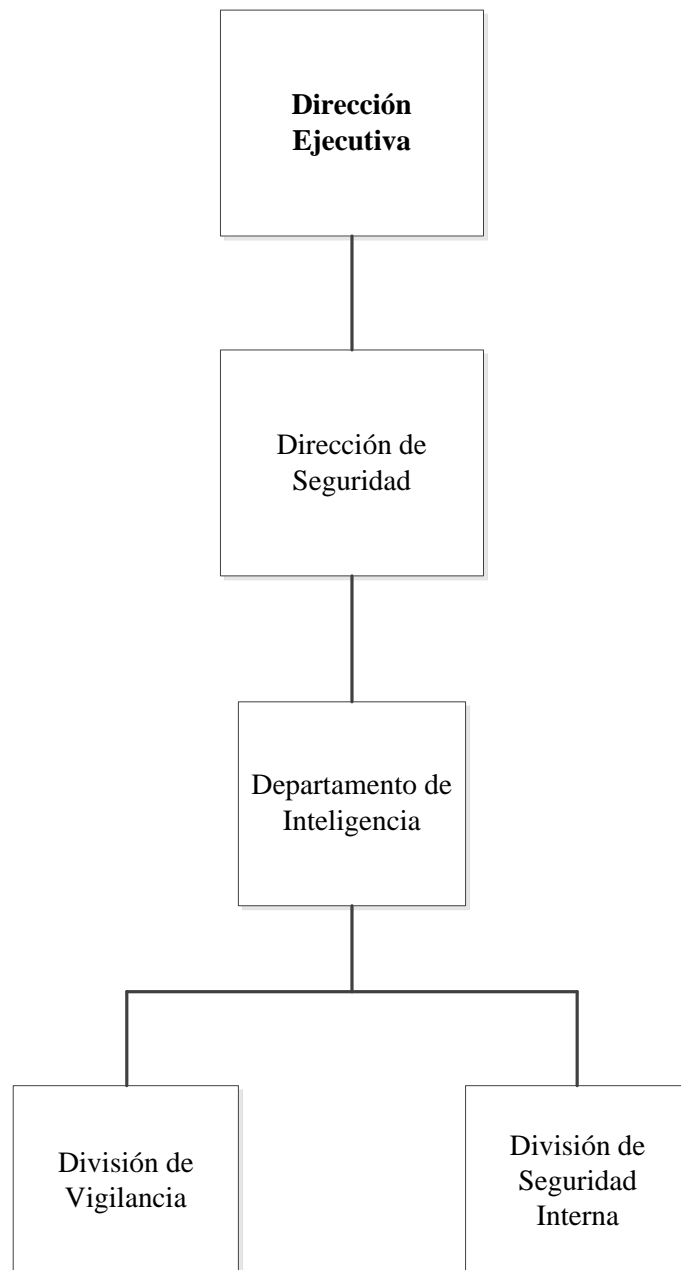 Dirección
Ejecutiva
Dirección de
Seguridad
Departamento de
Inteligencia
División de
Vigilancia
División de
Seguridad
Interna